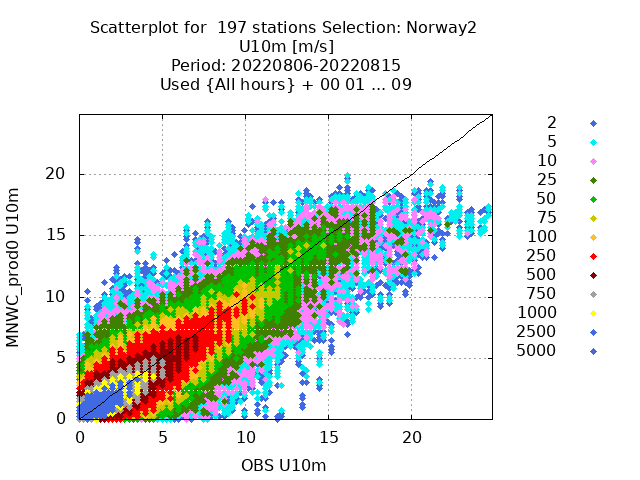 Scatterplot for  197 stations Selection: Norway2
U10m [m/s]
Period: 20220806-20220815
Used {All hours} + 00 01 ... 09
2
5
10
25
50
75
100
250
500
750
1000
2500
5000
20
15
10
5
0
MNWC_prod0 U10m
0 5 10 15 20
OBS U10m